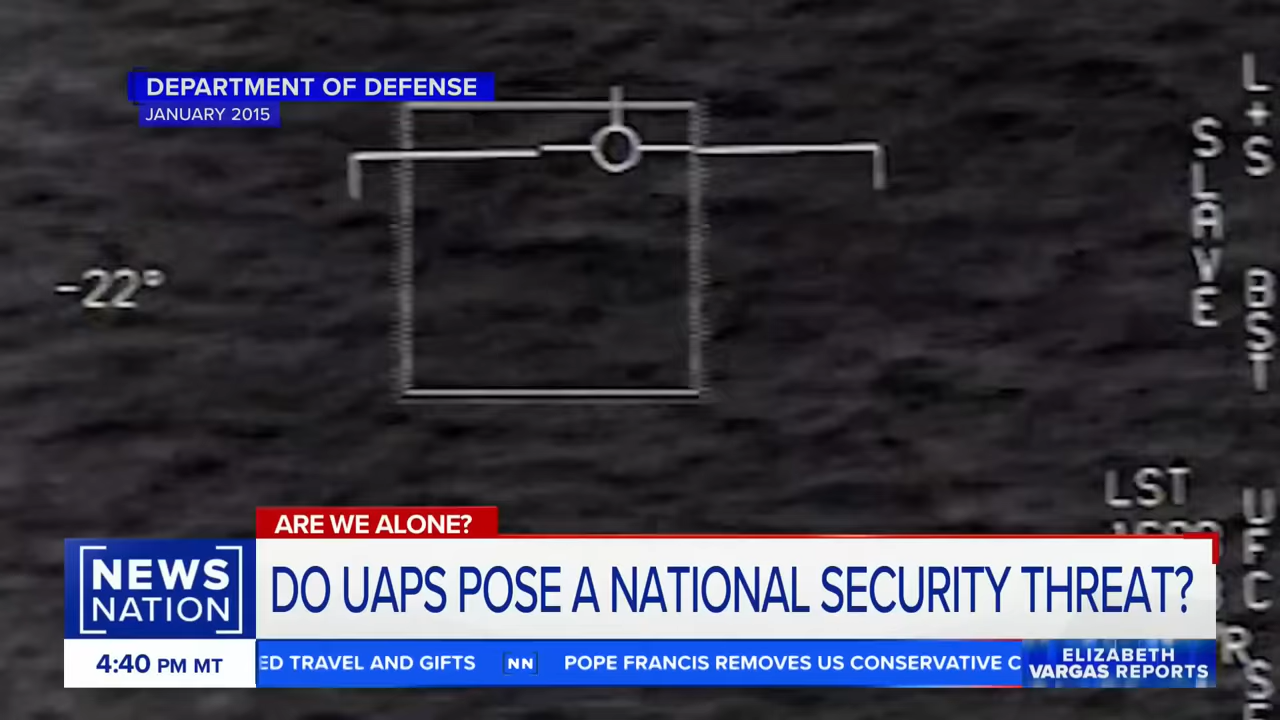 DEPARTMENT OF DEFENSE
JANUARY 2015
L+S
SLAVE
-22°
BST
LST
ARE WE ALONE?
NEWS
NATION
DO UAPS POSE A NATIONAL SECURITY THREAT?
4:40 PM MT
ED TRAVEL AND GIFTS
NN
POPE FRANCIS REMOVES US CONSERVATIVE C
ELIZABETH
VARGAS REPORTS